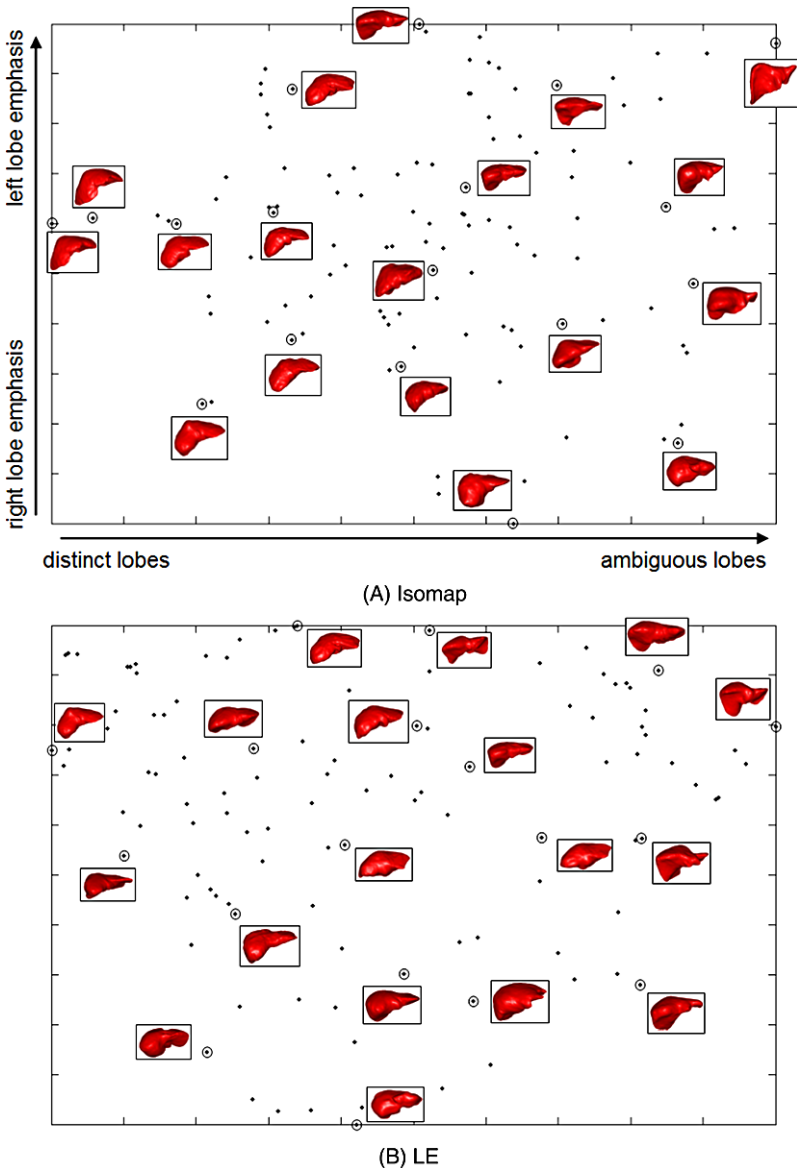 left lobe emphasis
right lobe emphasis
distinct lobes
ambiguous lobes
(A) Isomap
(B) LE